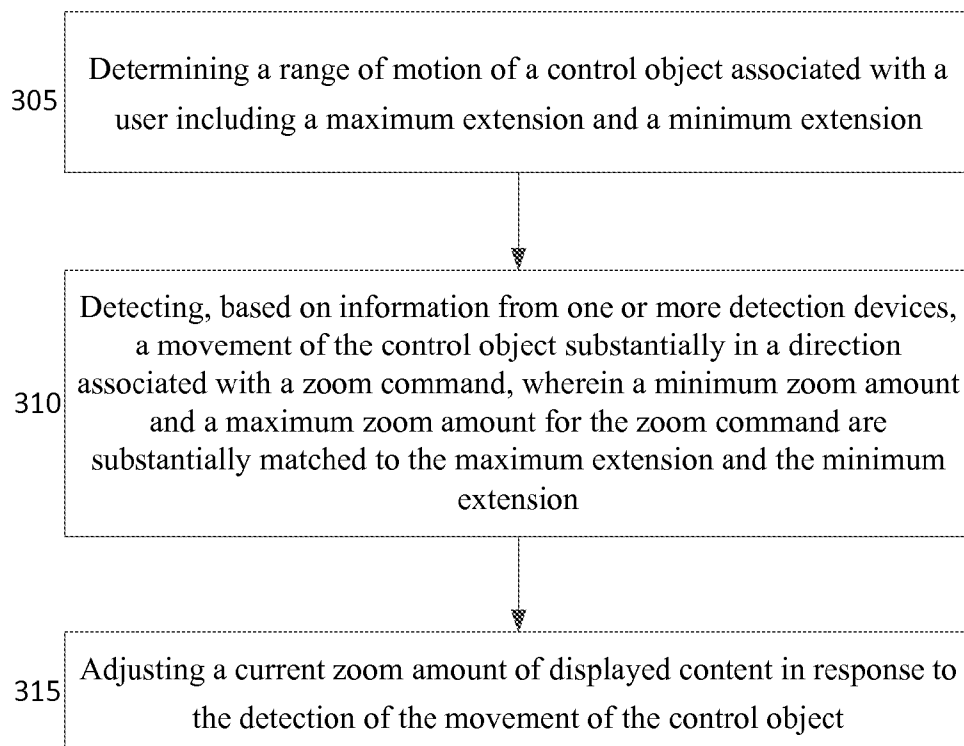 Determining a range of motion of a control object associated with a
305
user including a maximum extension and a minimum extension
Detecting, based on information from one or more detection devices,
a movement of the control object substantially in a direction
associated with a zoom command, wherein a minimum zoom amount
310
and a maximum zoom amount for the zoom command are
substantially matched to the maximum extension and the minimum
extension
Adjusting a current zoom amount of displayed content in response to
315
the detection of the movement of the control object